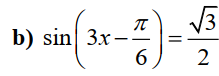 b) sin(3x − π/6) = √3/2